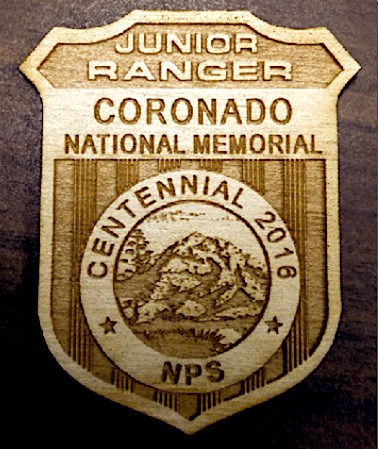 JUNIOR
RANGER
CORONADO
NATIONAL MEMORIAL
CENTENNIAL 2016
NPS